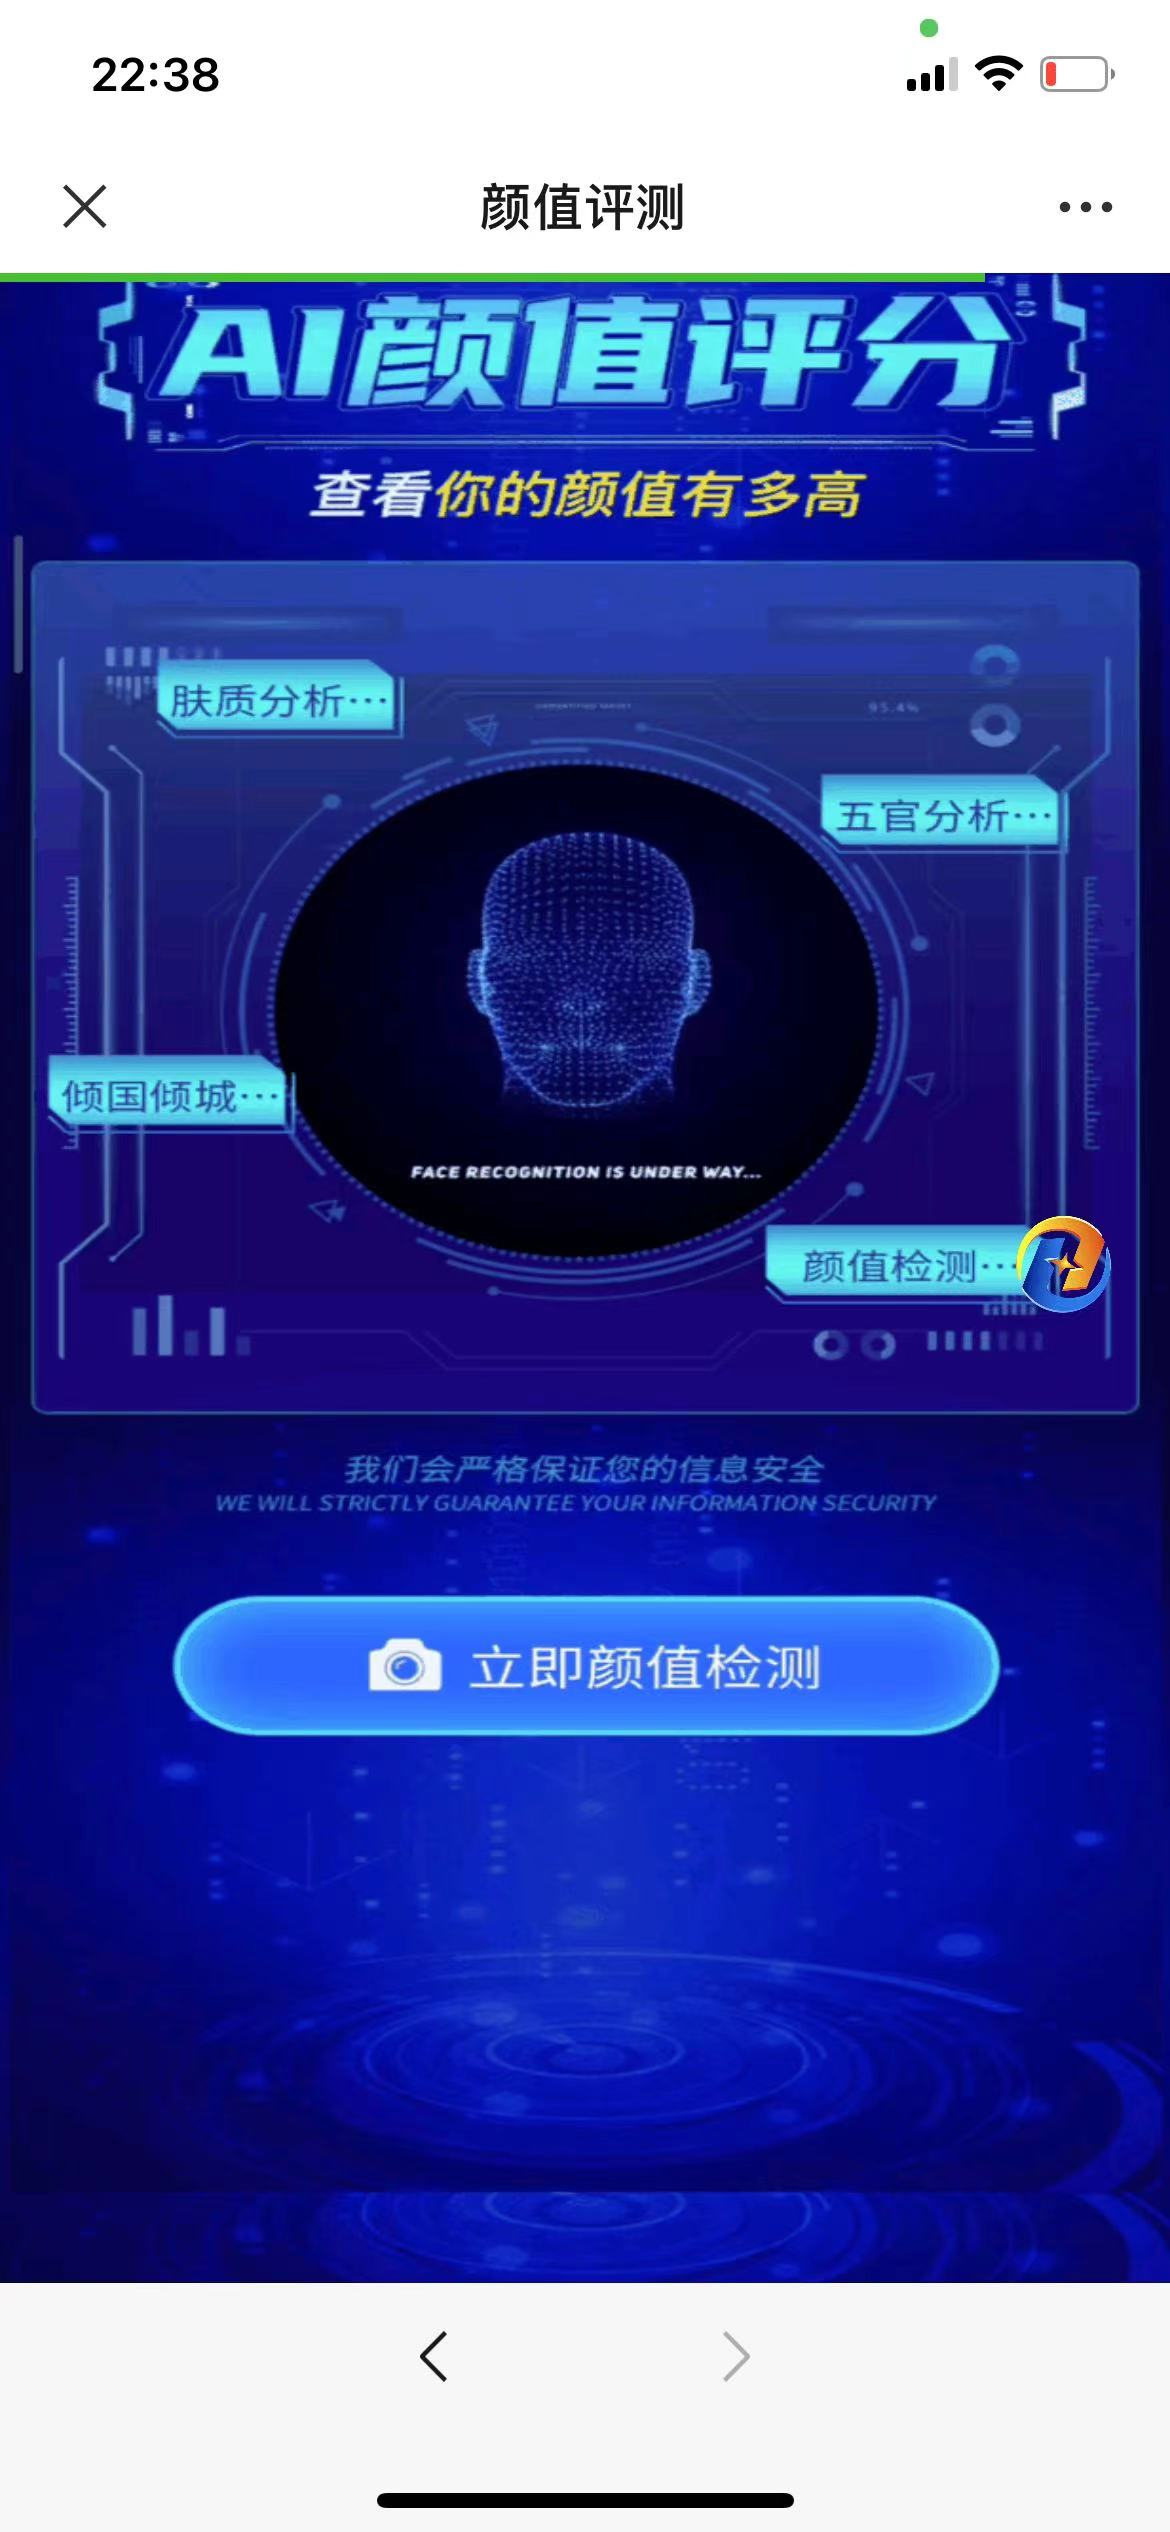 22:38
颜值评测
AI颜值评分
查看你的颜值有多高
肤质分析···
95.4%
五官分析···
倾国倾城···
FACE RECOGNITION IS UNDER WAY...
颜值检测···
我们会严格保证您的信息安全
WE WILL STRICTLY GUARANTEE YOUR INFORMATION SECURITY
立即颜值检测